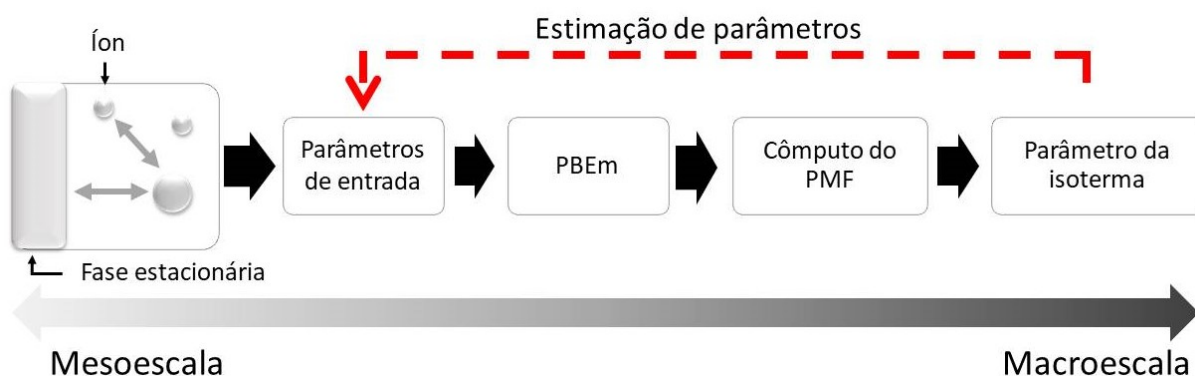 Estimação de parâmetros
Íon
Parâmetros
de entrada
PBEm
Cômputo do
PMF
Parâmetro da
isoterma
Fase estacionária
Mesoescala
Macroescala